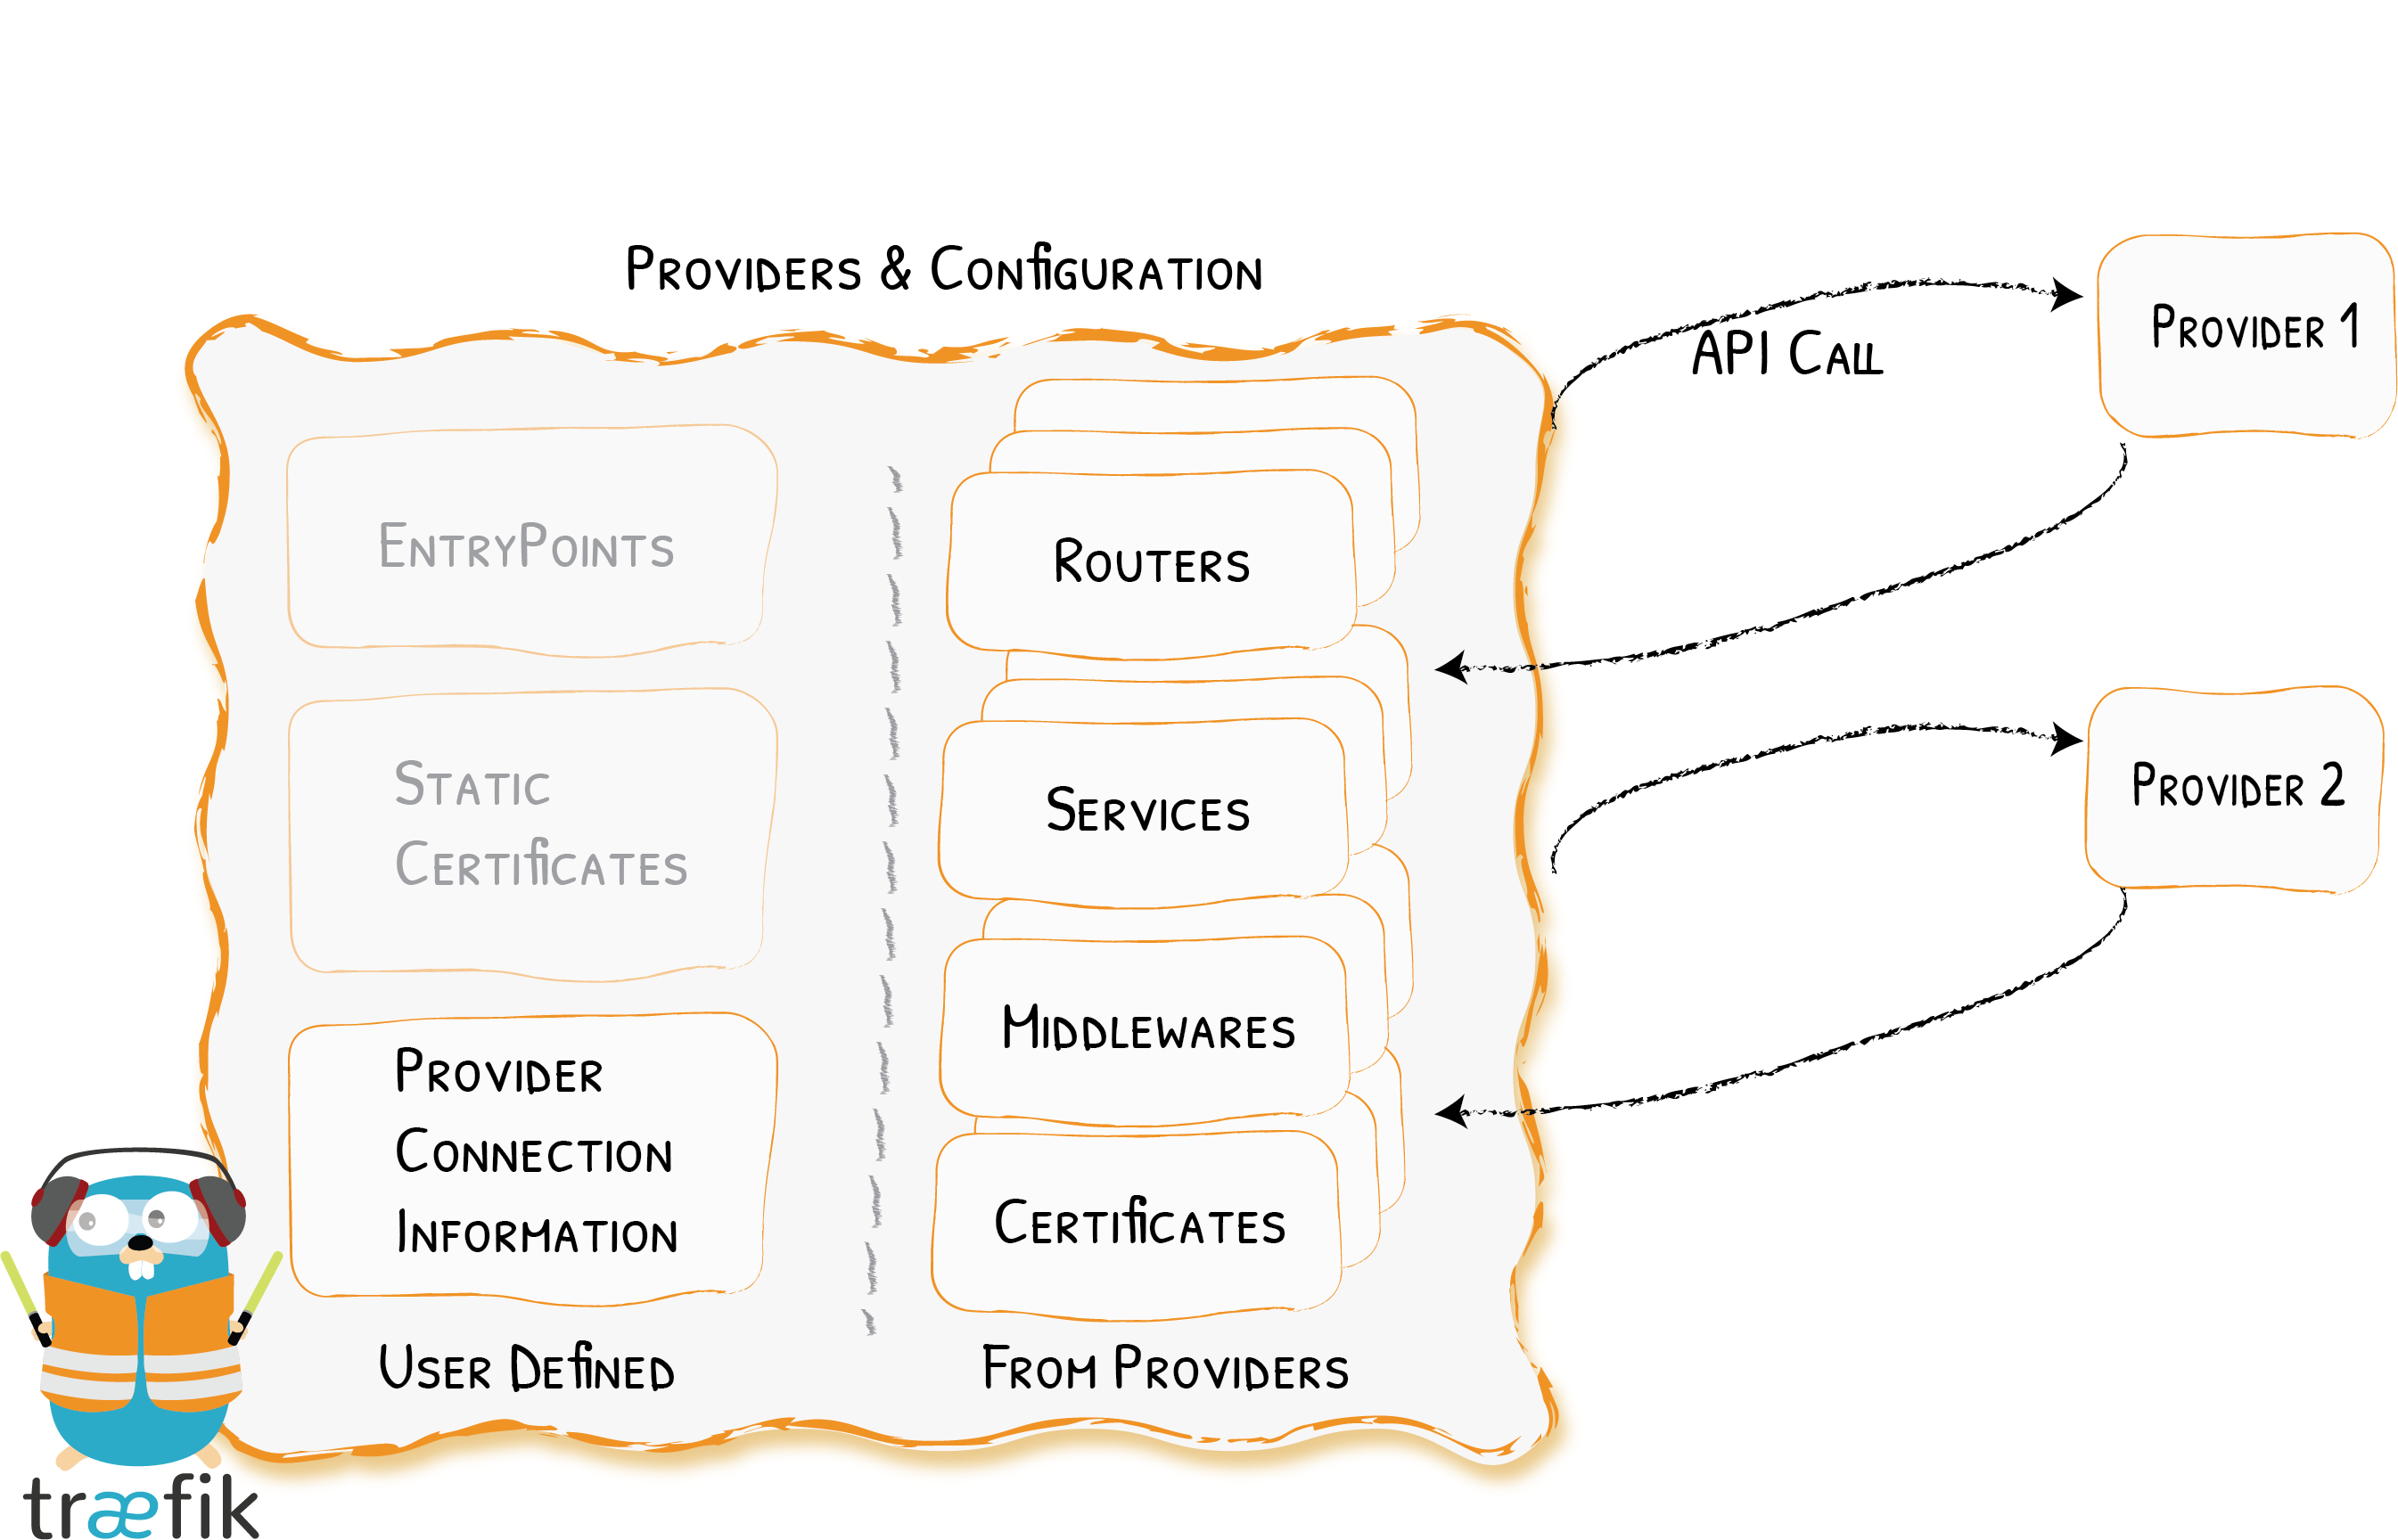 Providers & Configuration
API Call
Provider 1
EntryPoints
Routers
Static
Certificates
Services
Provider 2
Middlewares
Provider
Connection
Information
Certificates
User Defined
From Providers
træfik